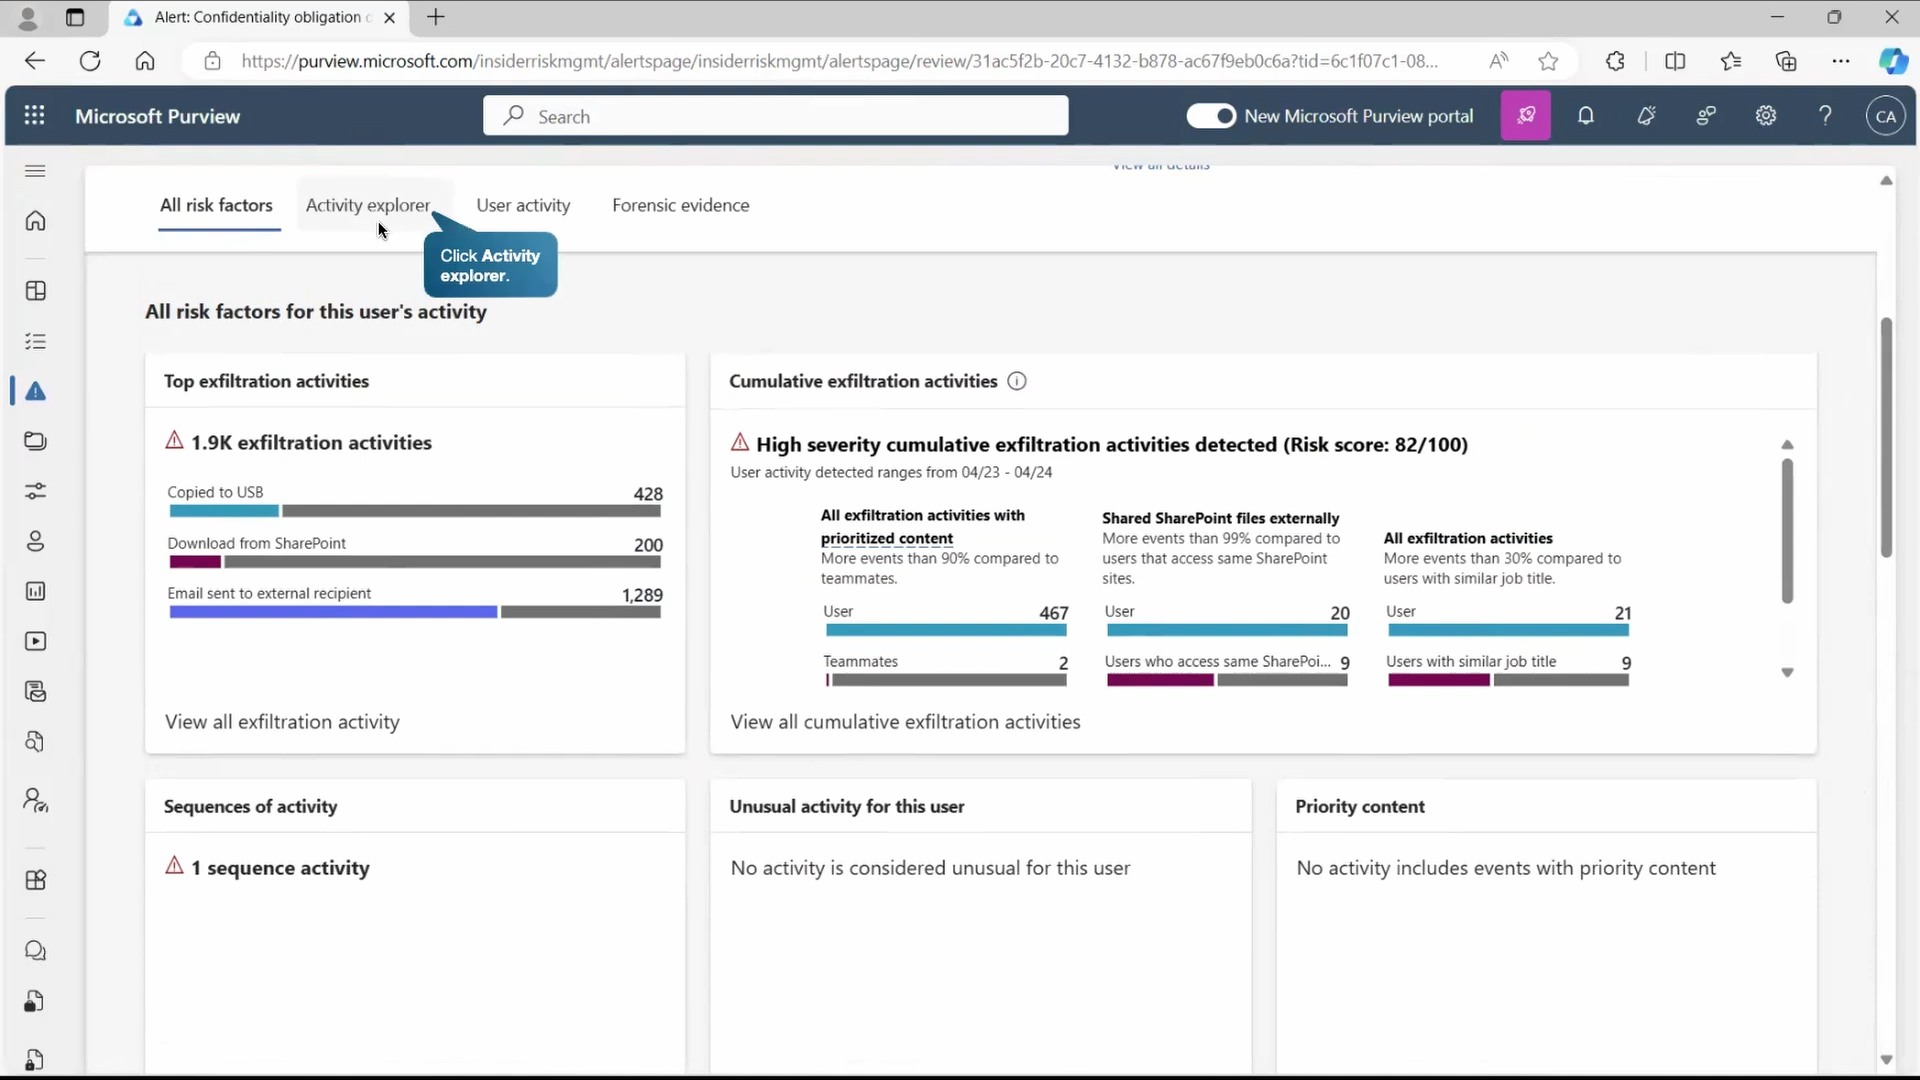 Alert: Confidentiality obligation
https://purview.microsoft.com/insiderriskmgmt/alertspage/insiderriskmgmt/alertspage/review/31ac5f2b-20c7-4132-b878-ac67f9eb0c6a?tid=6c1f07c1-08...
Microsoft Purview
Search
New Microsoft Purview portal
CA
View all details
All risk factors
Activity explorer
User activity
Forensic evidence
Click Activity
explorer.
All risk factors for this user's activity
Top exfiltration activities
1.9K exfiltration activities
Copied to USB
428
Download from SharePoint
200
Email sent to external recipient
1,289
View all exfiltration activity
Cumulative exfiltration activities
High severity cumulative exfiltration activities detected (Risk score: 82/100)
User activity detected ranges from 04/23 - 04/24
All exfiltration activities with
prioritized content
More events than 90% compared to
teammates.
User
467
Teammates
2
Shared SharePoint files externally
More events than 99% compared to
users that access same SharePoint
sites.
User
20
Users who access same SharePoi...
9
All exfiltration activities
More events than 30% compared to
users with similar job title.
User
21
Users with similar job title
9
View all cumulative exfiltration activities
Sequences of activity
1 sequence activity
Unusual activity for this user
No activity is considered unusual for this user
Priority content
No activity includes events with priority content